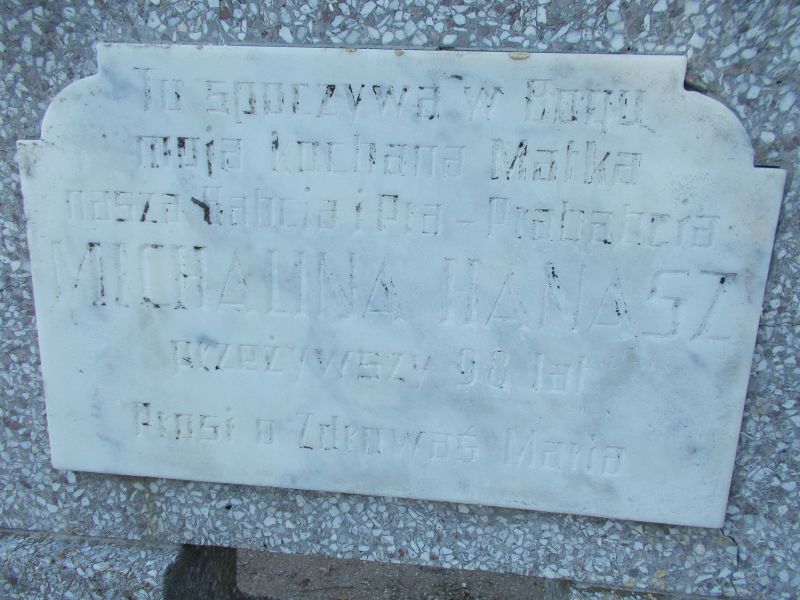 Tu spoczywa w Bogu
moja kochana Matka
nasza Babcia i Pra - Prababcia
MICHALINA HANASZ
przeżywszy 98 lat
Prosi o Zdrowaś Maria